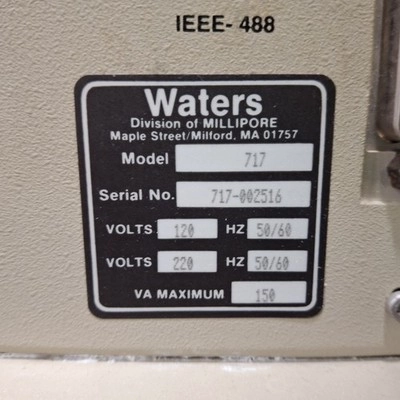 IEEE- 488
Waters
Division of MILLIPORE
Maple Street/Milford, MA 01757
Model 717
Serial No. 717-002516
VOLTS 120 HZ 50/60
VOLTS 220 HZ 50/60
VA MAXIMUM 150